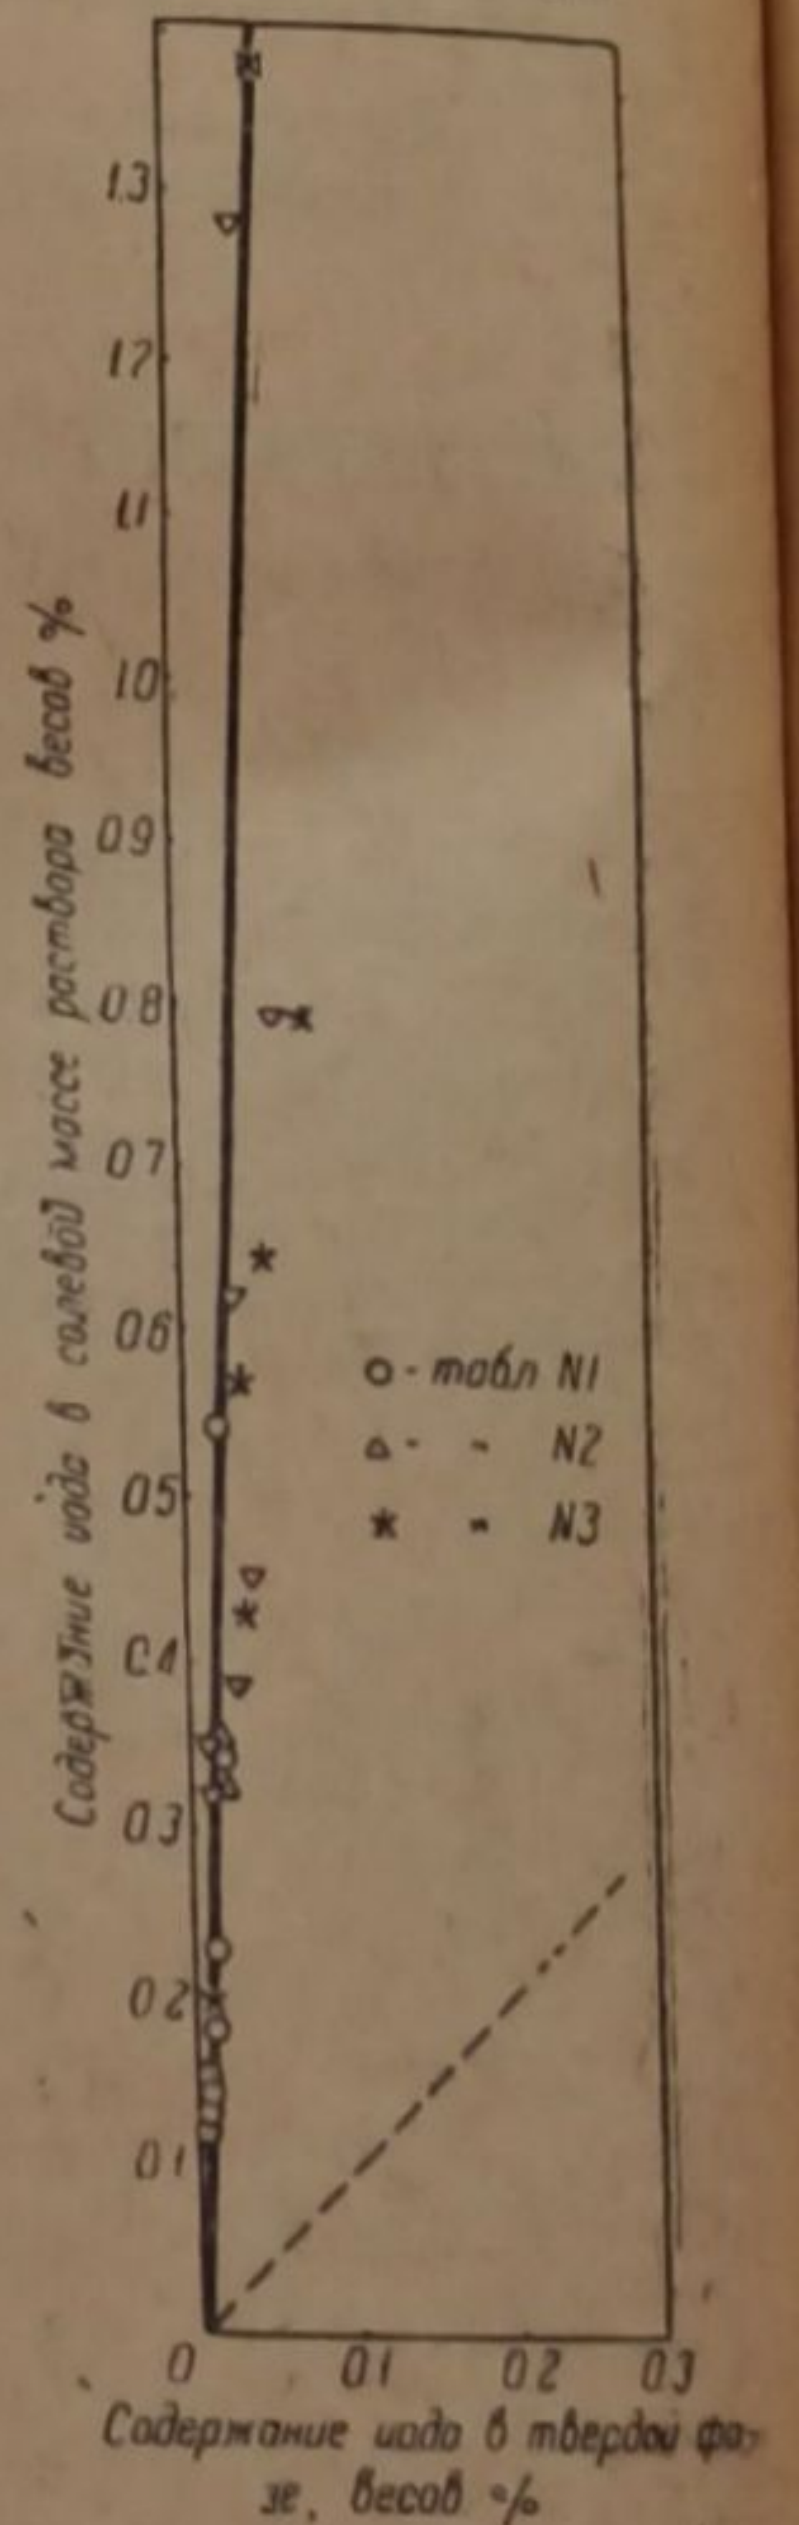 1.3
1.2
1.1
1.0
0.9
0.8
0.7
0.6
0.5
0.4
0.3
0.2
0.1
Содержание иода в солевой массе раствора весов %
о - табл N1
▷ - " N2
* " N3
0 0.1 0.2 0.3
Содержание иода в твердой фа-
зе, весов %